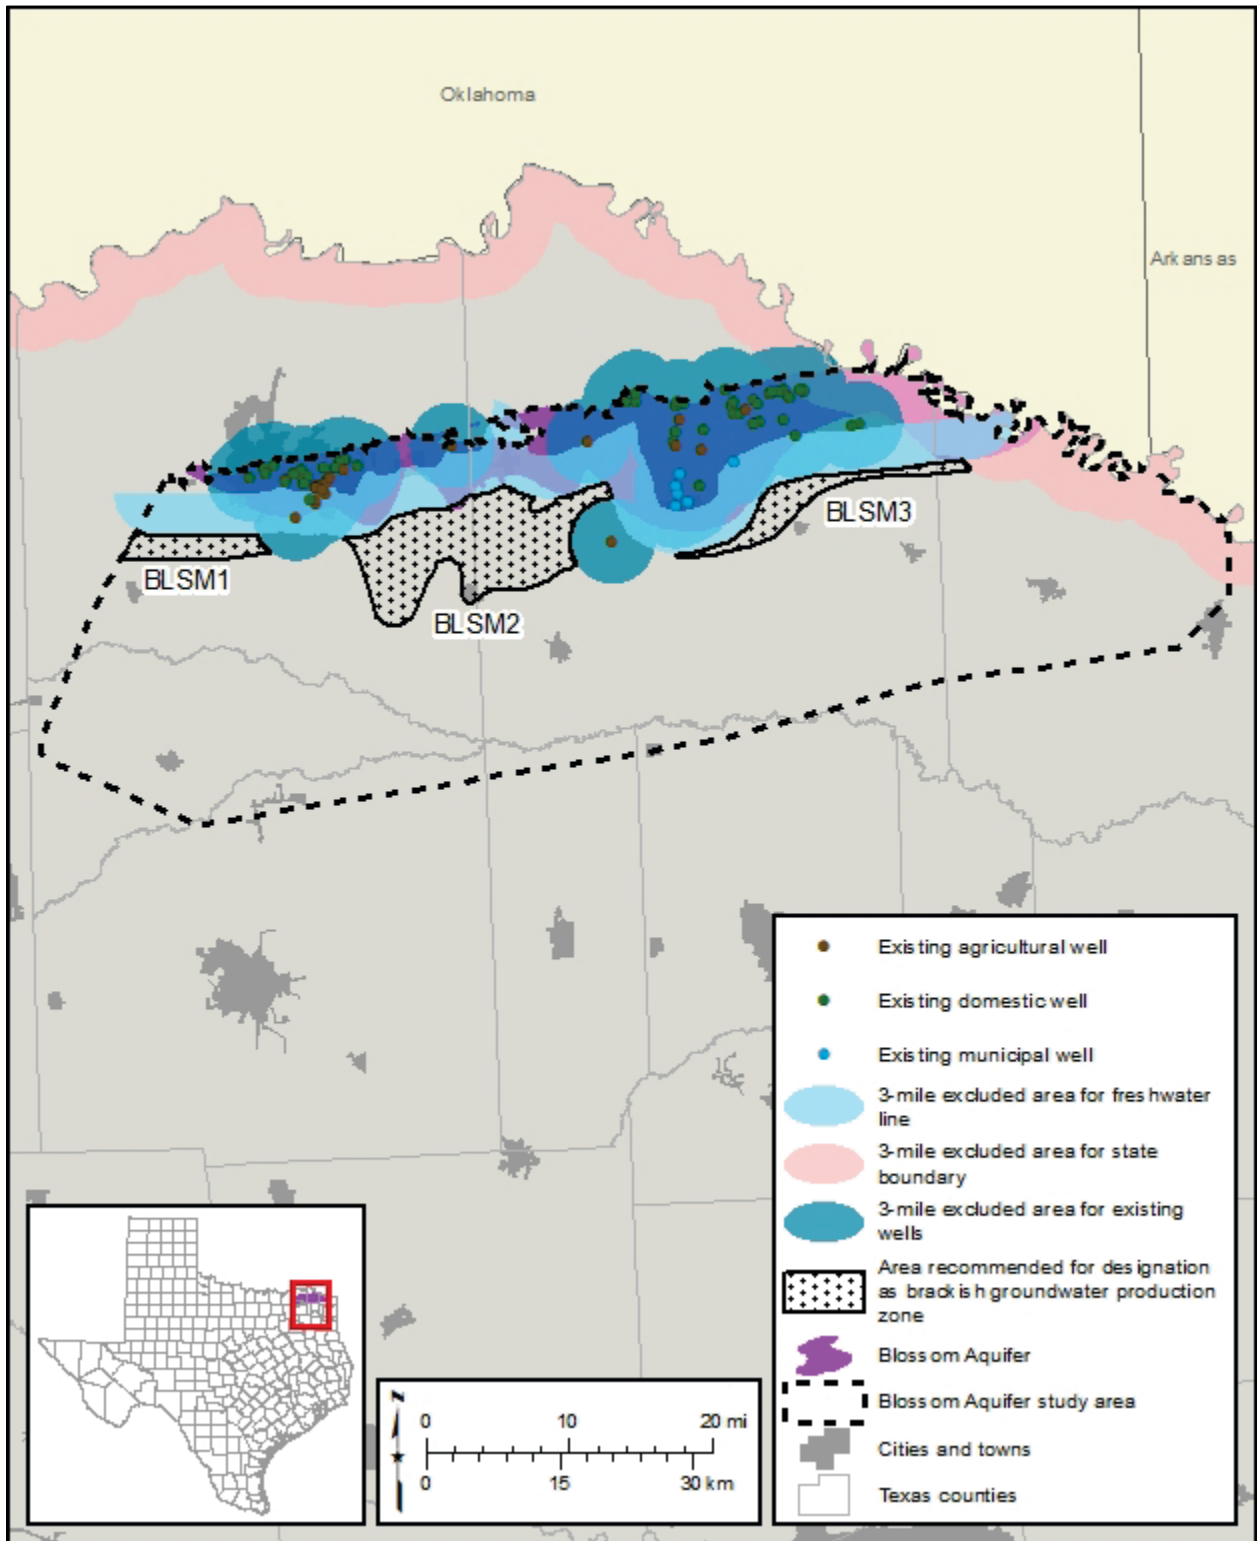 Oklahoma
Arkansas
BLSM3
BLSM1
BLSM2
Existing agricultural well
Existing domestic well
Existing municipal well
3-mile excluded area for freshwater
line
3-mile excluded area for state
boundary
3-mile excluded area for existing
wells
Area recommended for designation
as brackish groundwater production
zone
Blossom Aquifer
Blossom Aquifer study area
Cities and towns
Texas counties
N
0 10 20 mi
0 15 30 km